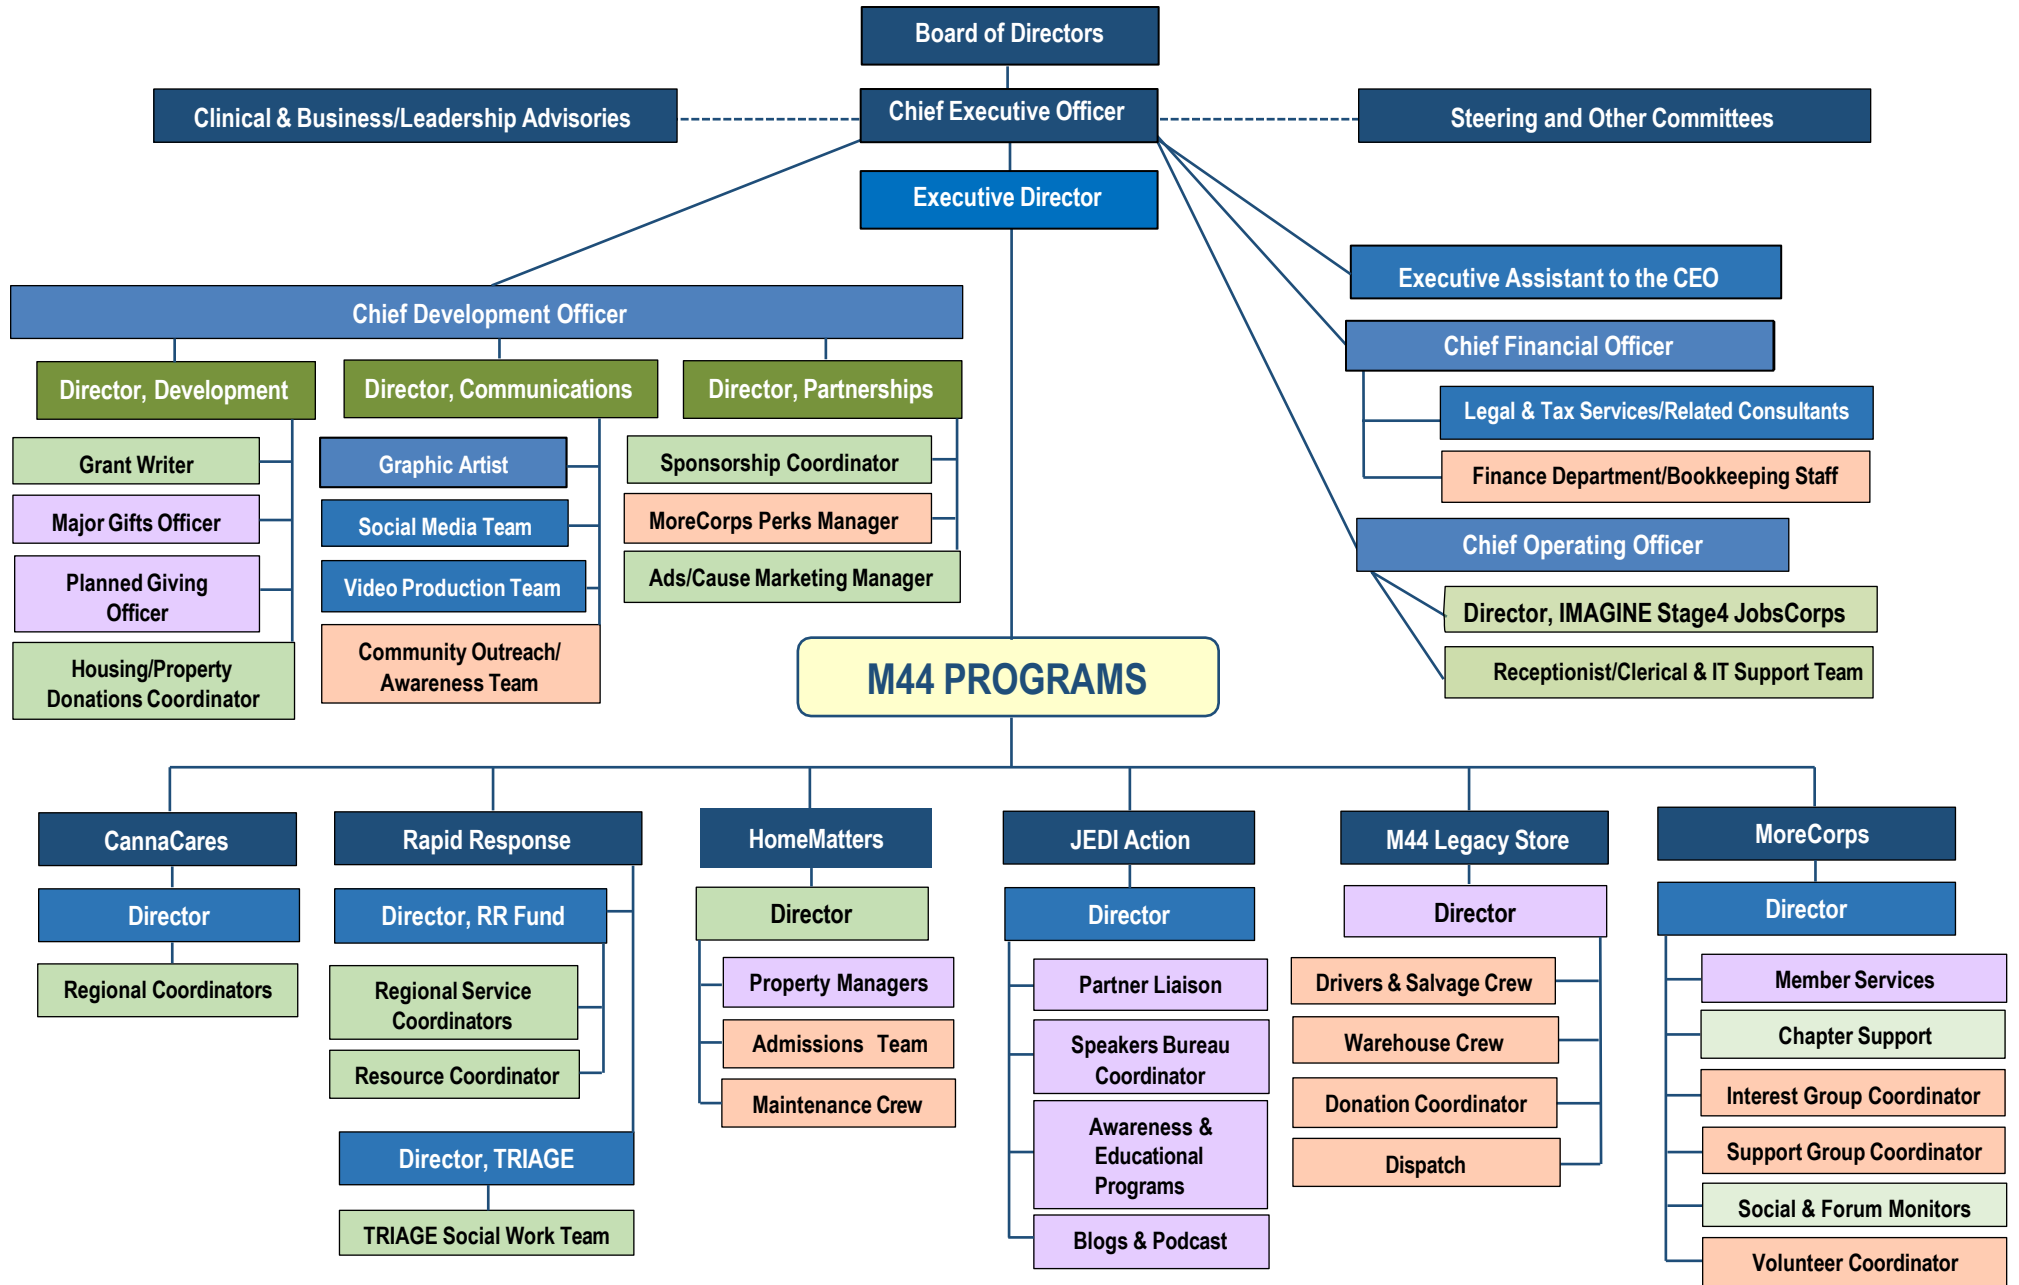 Board of Directors
Clinical & Business/Leadership Advisories
Chief Executive Officer
Steering and Other Committees
Executive Director
Executive Assistant to the CEO
Chief Development Officer
Chief Financial Officer
Director, Development
Director, Communications
Director, Partnerships
Legal & Tax Services/Related Consultants
Finance Department/Bookkeeping Staff
Grant Writer
Major Gifts Officer
Planned Giving
Officer
Housing/Property
Donations Coordinator
Graphic Artist
Social Media Team
Video Production Team
Community Outreach/
Awareness Team
Sponsorship Coordinator
MoreCorps Perks Manager
Ads/Cause Marketing Manager
Chief Operating Officer
Director, IMAGINE Stage4 JobsCorps
Receptionist/Clerical & IT Support Team
M44 PROGRAMS
CannaCares
Director
Regional Coordinators
Rapid Response
Director, RR Fund
Regional Service
Coordinators
Resource Coordinator
Director, TRIAGE
TRIAGE Social Work Team
HomeMatters
Director
Property Managers
Admissions Team
Maintenance Crew
JEDI Action
Director
Partner Liaison
Speakers Bureau
Coordinator
Awareness &
Educational
Programs
Blogs & Podcast
M44 Legacy Store
Director
Drivers & Salvage Crew
Warehouse Crew
Donation Coordinator
Dispatch
MoreCorps
Director
Member Services
Chapter Support
Interest Group Coordinator
Support Group Coordinator
Social & Forum Monitors
Volunteer Coordinator